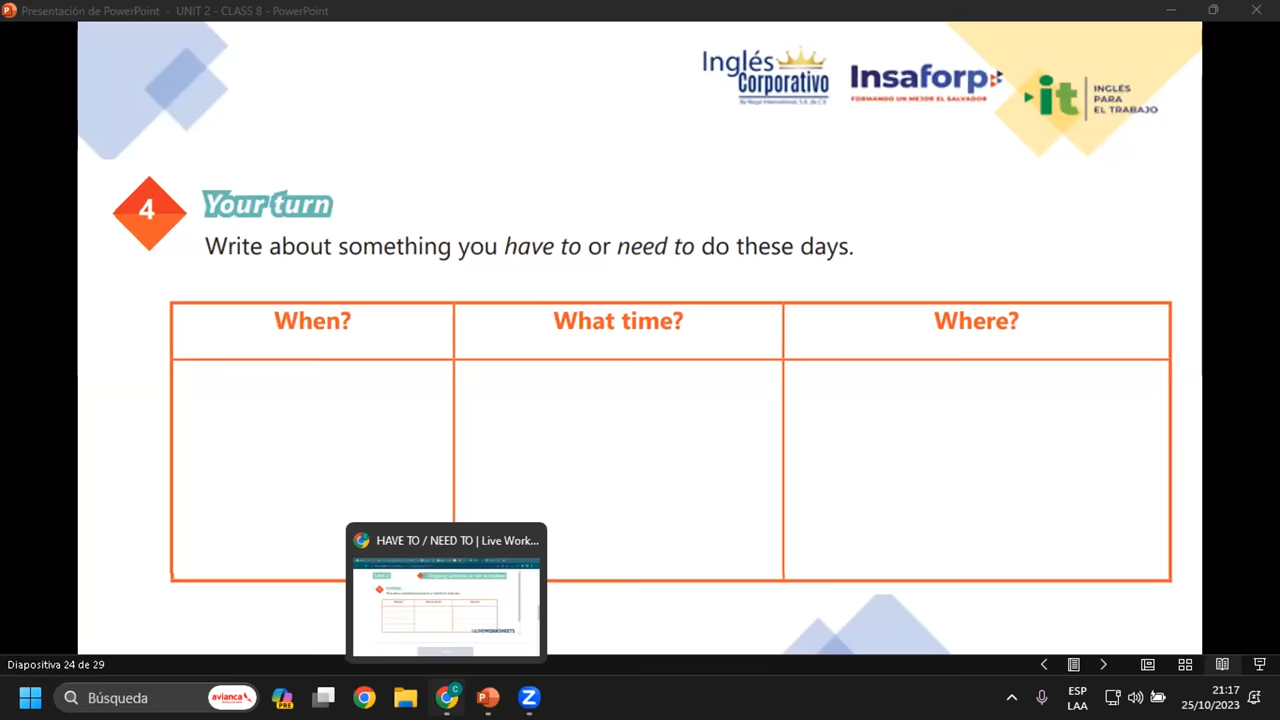 Presentación de PowerPoint - UNIT 2 - CLASS 8 - PowerPoint
Inglés
Corporativo
Insaforp
FORMANDO UN MEJOR EL SALVADOR
it
INGLÉS
PARA
EL TRABAJO
4
Your turn
Write about something you have to or need to do these days.
When? What time? Where?
HAVE TO / NEED TO | Live Work...
Diapositiva 24 de 29
Búsqueda
avianca
PRE
ESP
LAA
21:17
25/10/2023